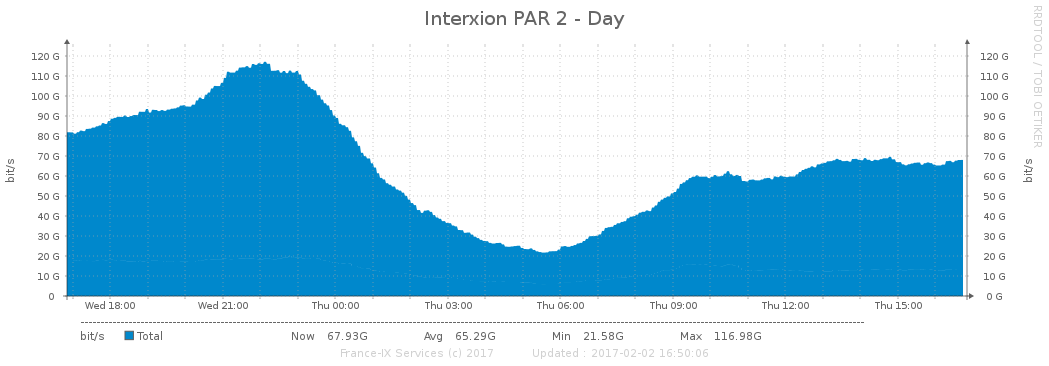 Interxion PAR 2 - Day
RRDTOOL / TOBI OETIKER
bit/s
120 G
110 G
100 G
90 G
80 G
70 G
60 G
50 G
40 G
30 G
20 G
10 G
0
120 G
110 G
100 G
90 G
80 G
70 G
60 G
50 G
40 G
30 G
20 G
10 G
0 G
bit/s
Wed 18:00 Wed 21:00 Thu 00:00 Thu 03:00 Thu 06:00 Thu 09:00 Thu 12:00 Thu 15:00
bit/s Total Now 67.93G Avg 65.29G Min 21.58G Max 116.98G
France-IX Services (c) 2017 Updated : 2017-02-02 16:50:06